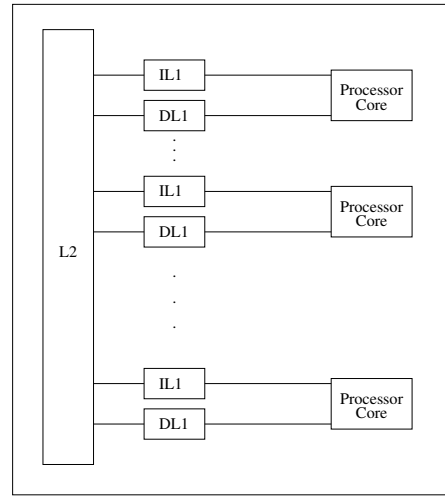 IL1
Processor
Core
DL1
IL1
Processor
Core
DL1
L2
IL1
Processor
Core
DL1